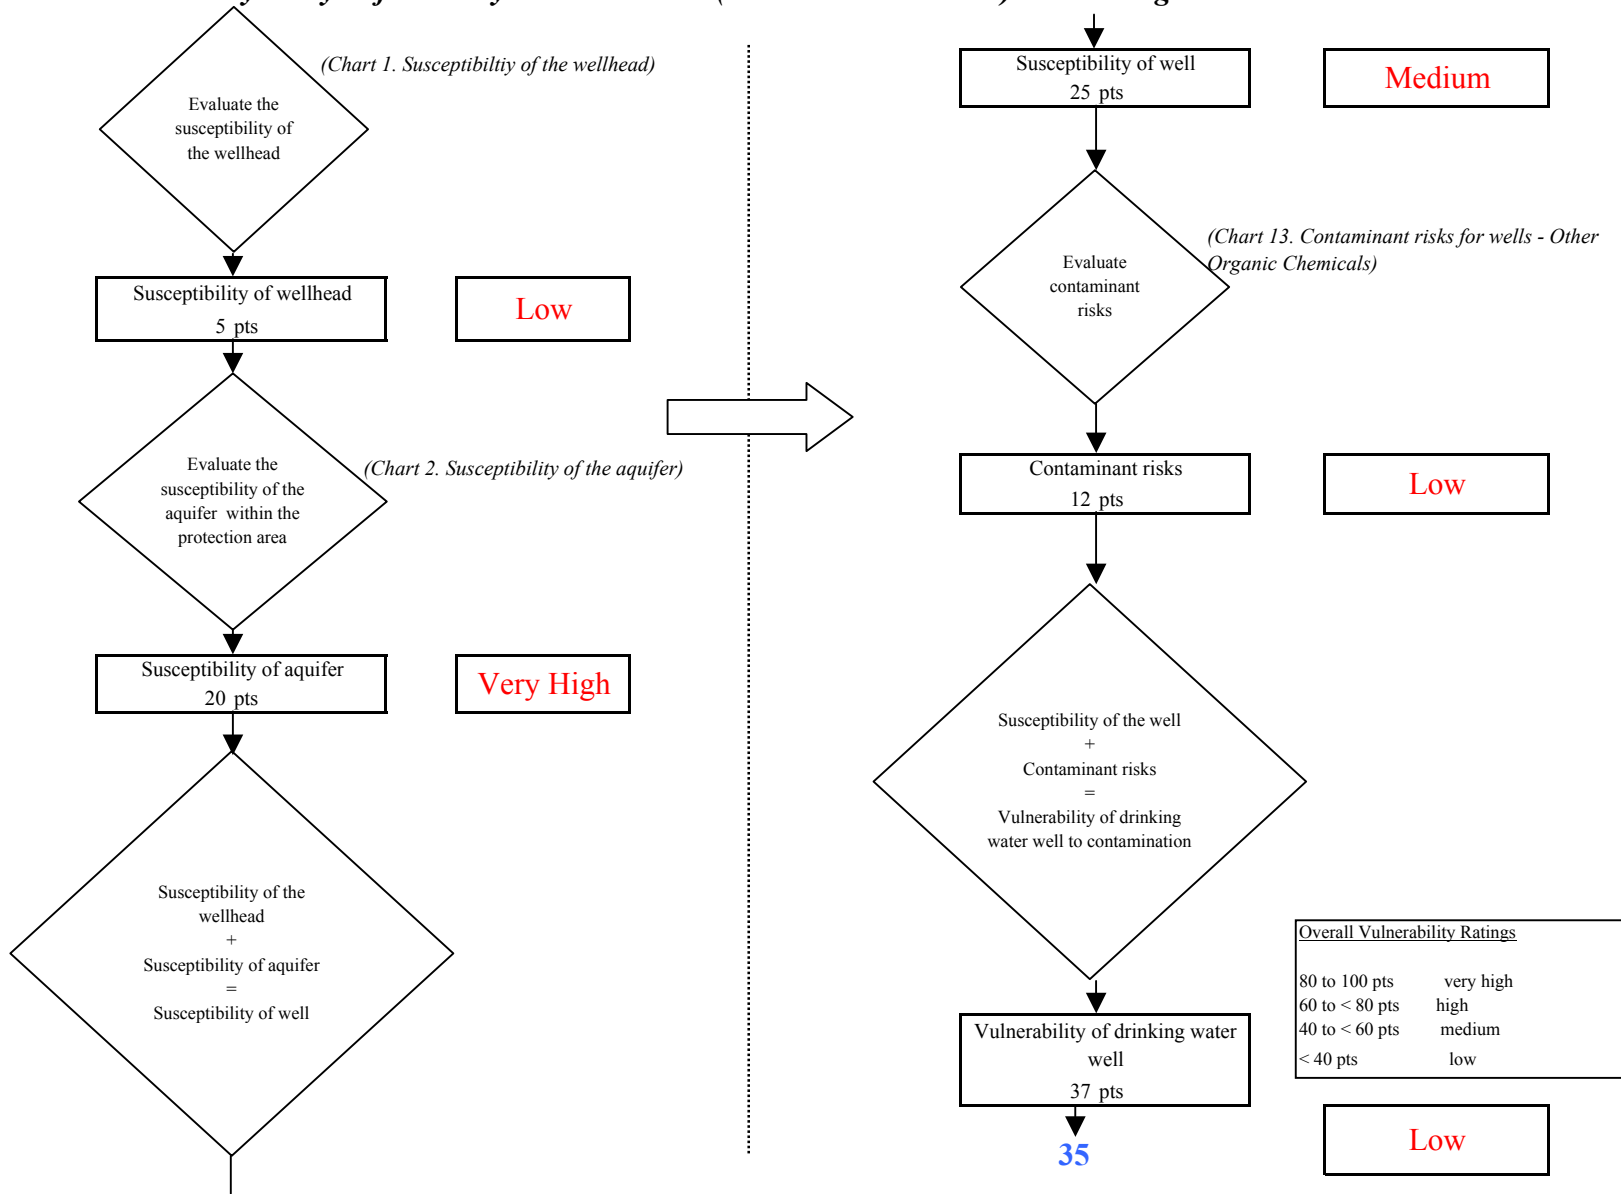 (Chart 1. Susceptibiltiy of the wellhead)
Evaluate the
susceptibility of
the wellhead
Susceptibility of wellhead
5 pts
Low
Evaluate the
susceptibility of the
aquifer within the
protection area
(Chart 2. Susceptibility of the aquifer)
Susceptibility of aquifer
20 pts
Very High
Susceptibility of the
wellhead
+
Susceptibility of aquifer
=
Susceptibility of well
Susceptibility of well
25 pts
Medium
Evaluate
contaminant
risks
(Chart 13. Contaminant risks for wells - Other
Organic Chemicals)
Contaminant risks
12 pts
Low
Susceptibility of the well
+
Contaminant risks
=
Vulnerability of drinking
water well to contamination
Overall Vulnerability Ratings
80 to 100 pts very high
60 to < 80 pts high
40 to < 60 pts medium
< 40 pts low
Vulnerability of drinking water
well
37 pts
35
Low